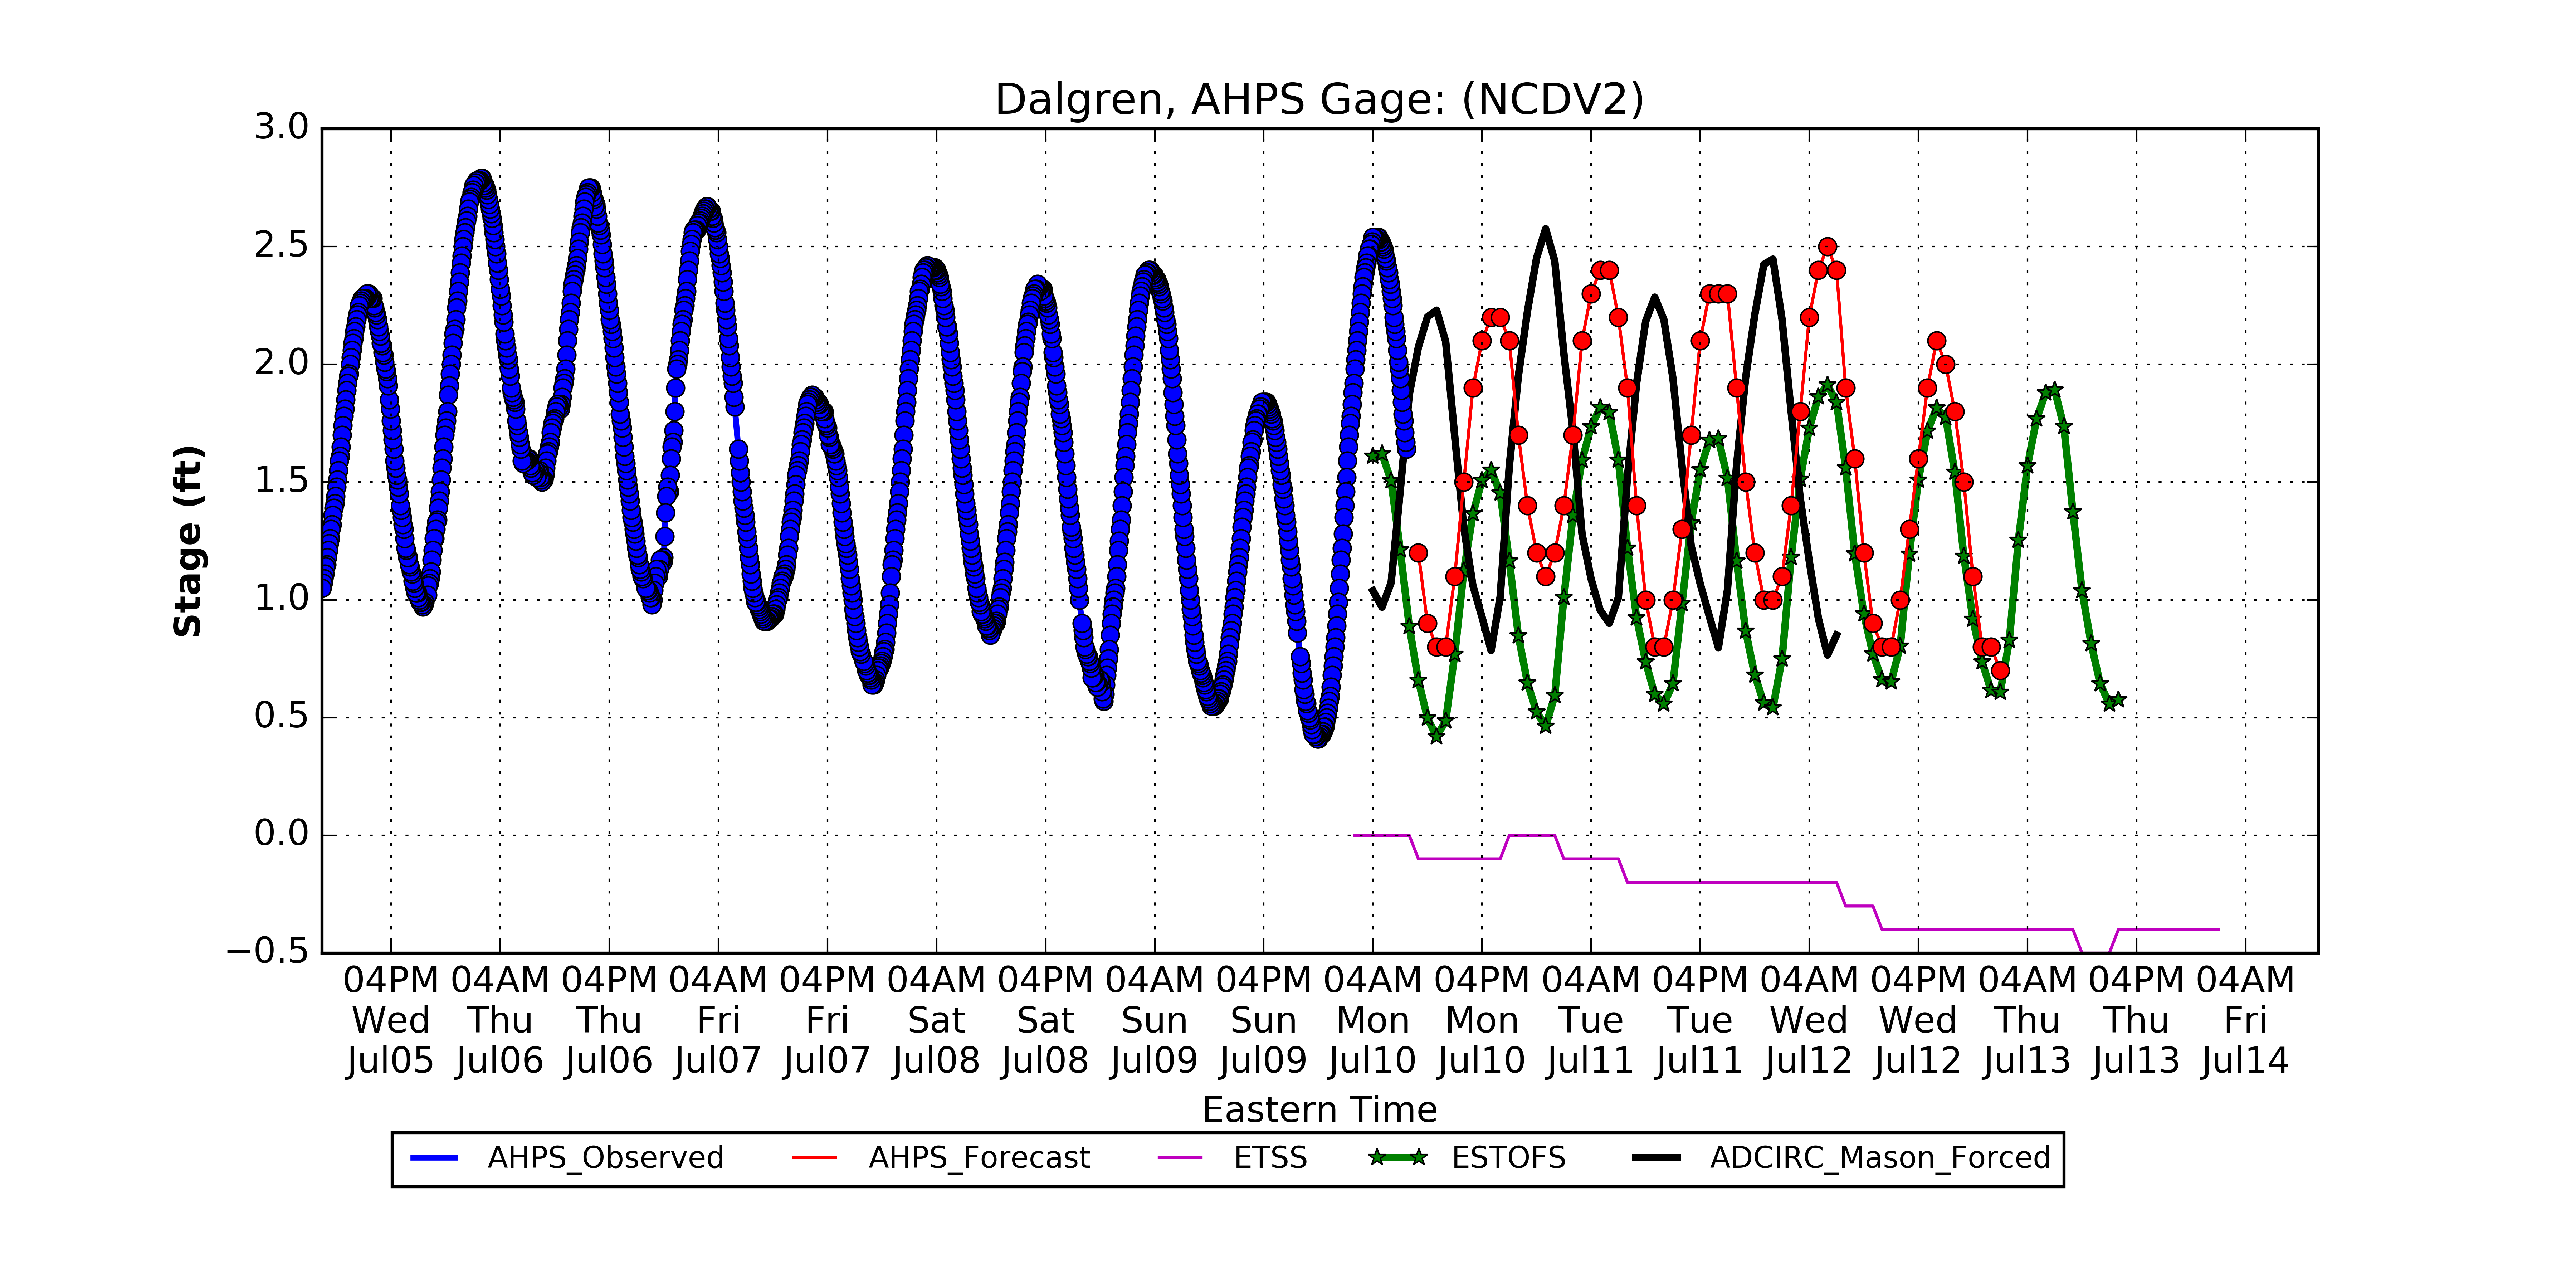 Dalgren, AHPS Gage: (NCDV2)
3.0
2.5
2.0
1.5
1.0
0.5
0.0
−0.5
Stage (ft)
04PM 04AM 04PM 04AM 04PM 04AM 04PM 04AM 04PM 04AM 04PM 04AM 04PM 04AM 04PM 04AM 04PM 04AM
Wed Thu Thu Fri Fri Sat Sat Sun Sun Mon Mon Tue Tue Wed Wed Thu Thu Fri
Jul05 Jul06 Jul06 Jul07 Jul07 Jul08 Jul08 Jul09 Jul09 Jul10 Jul10 Jul11 Jul11 Jul12 Jul12 Jul13 Jul13 Jul14
Eastern Time
AHPS_Observed AHPS_Forecast ETSS ESTOFS ADCIRC_Mason_Forced